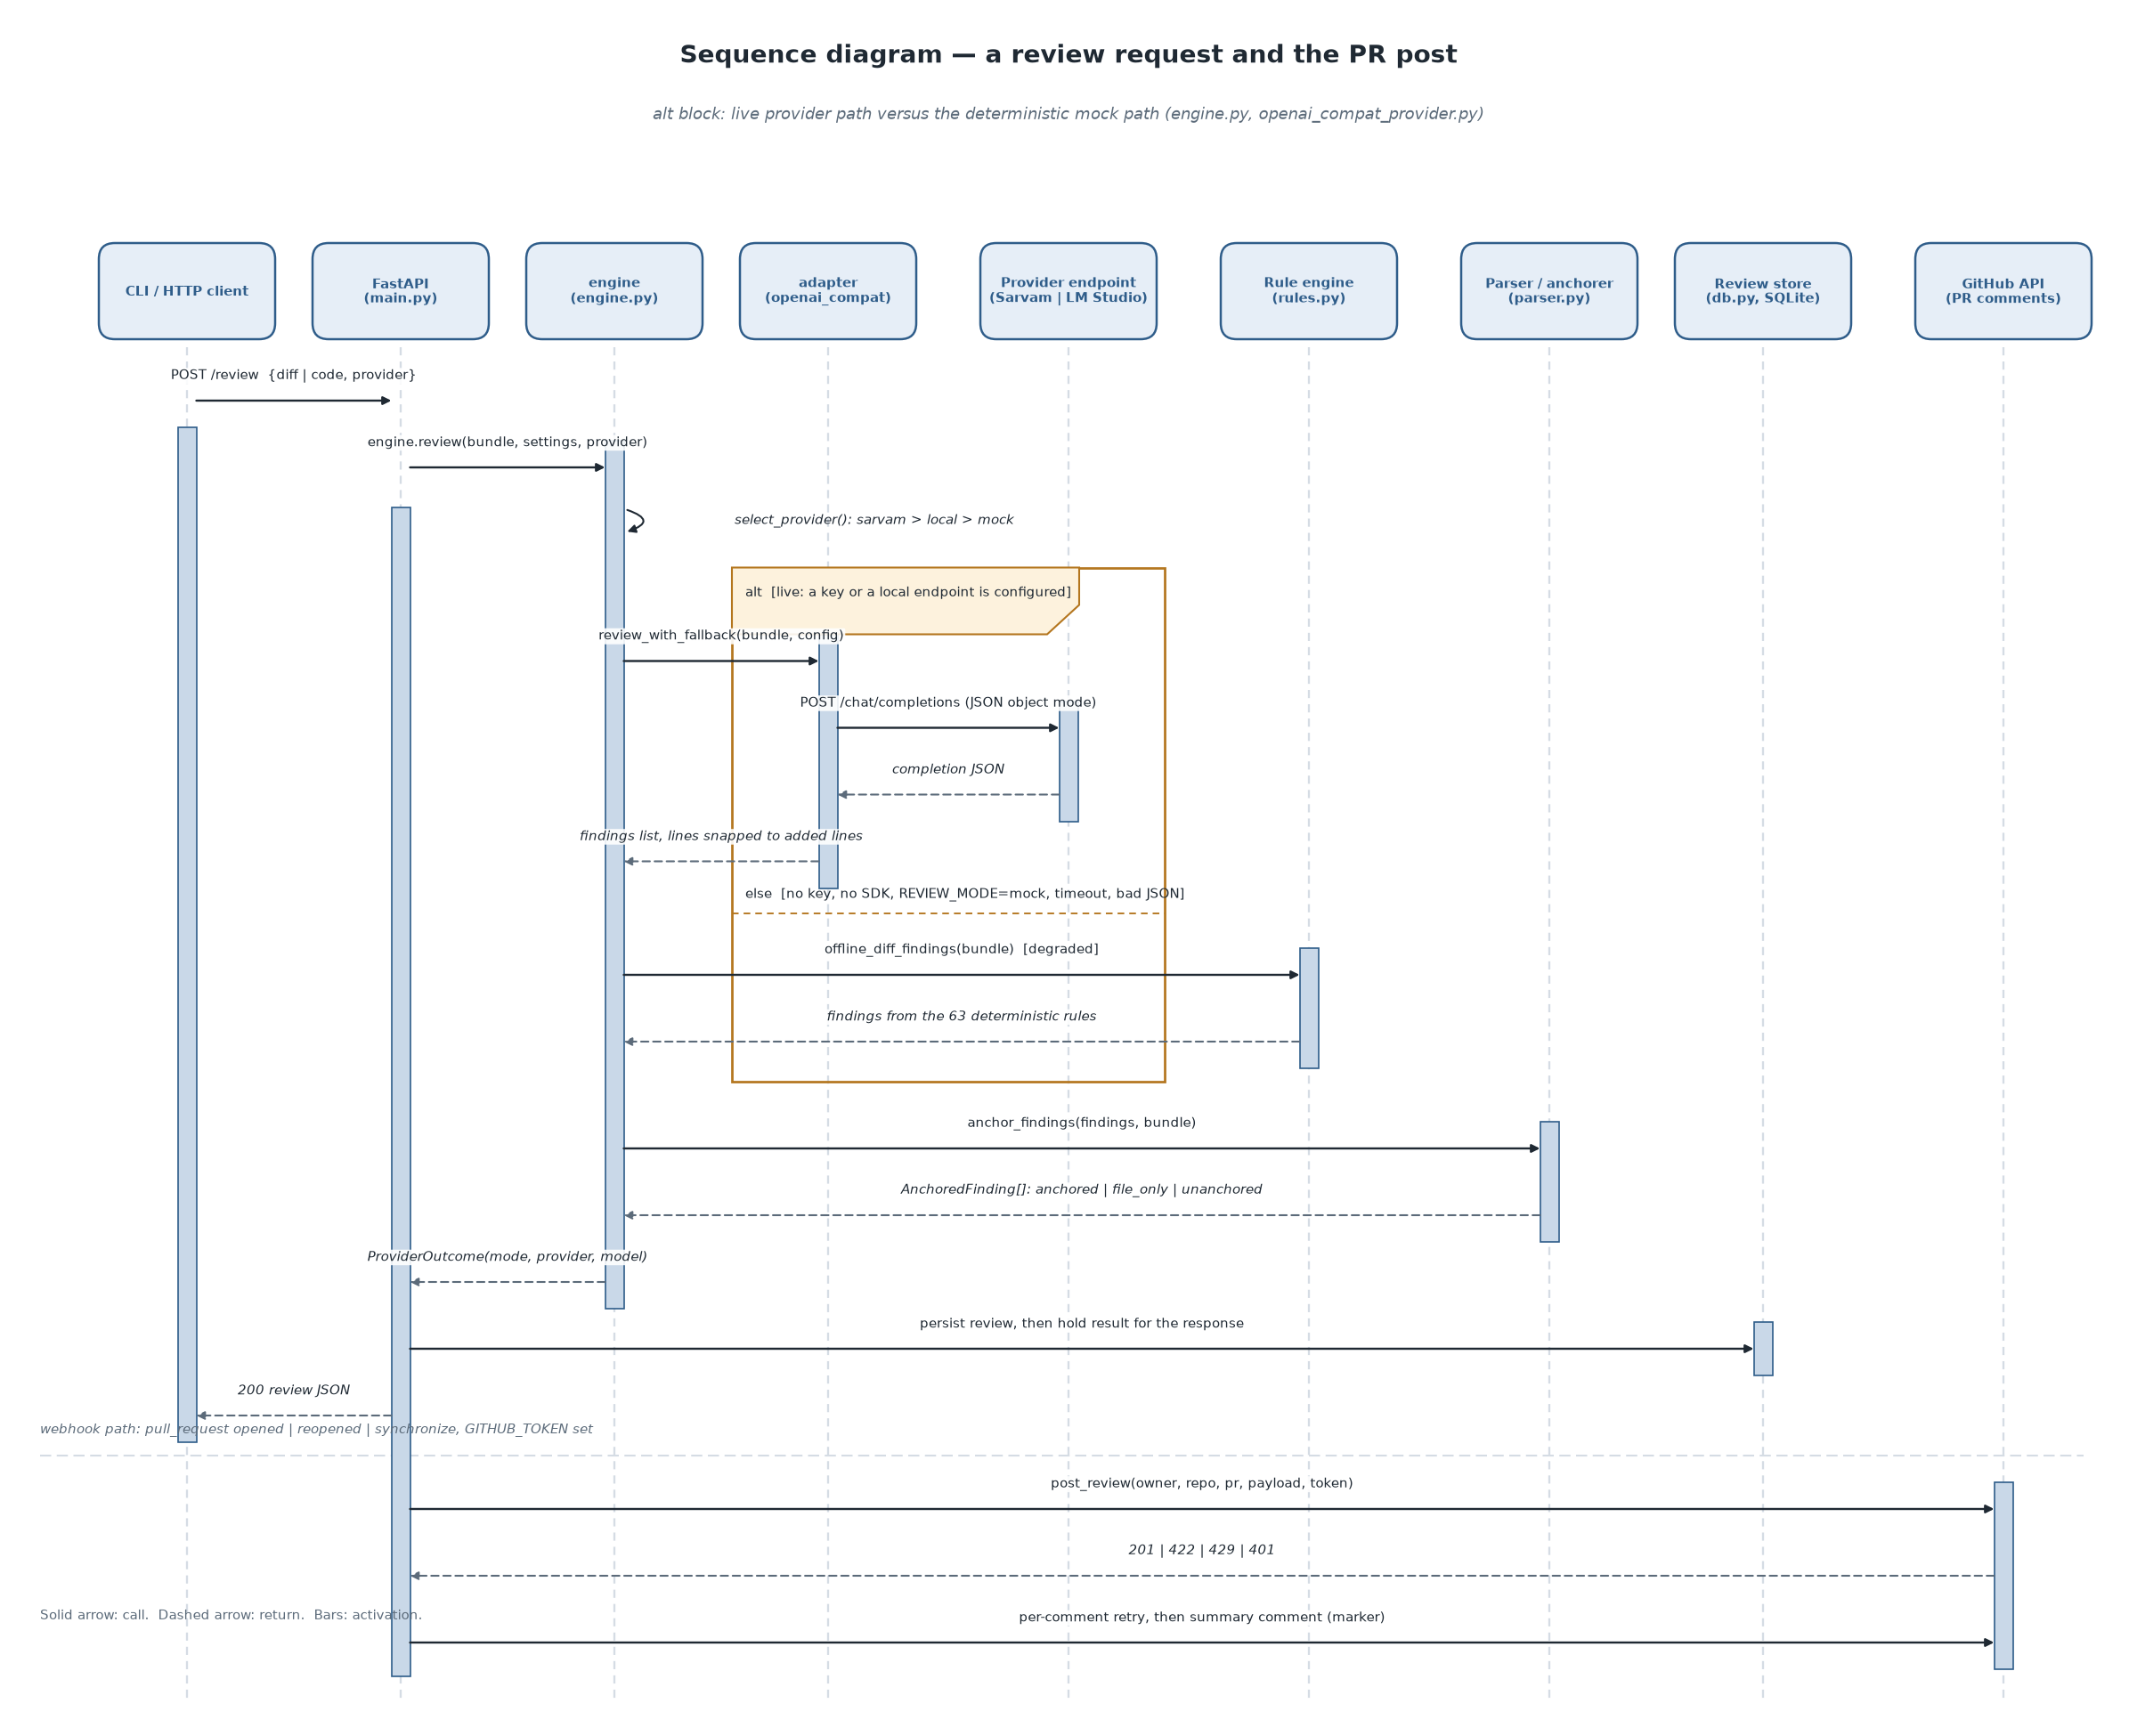 Sequence diagram — a review request and the PR post
alt block: live provider path versus the deterministic mock path (engine.py, openai_compat_provider.py)
CLI / HTTP client
FastAPI
(main.py)
engine
(engine.py)
adapter
(openai_compat)
Provider endpoint
(Sarvam | LM Studio)
Rule engine
(rules.py)
Parser / anchorer
(parser.py)
Review store
(db.py, SQLite)
GitHub API
(PR comments)
POST /review  {diff | code, provider}
engine.review(bundle, settings, provider)
select_provider(): sarvam > local > mock
alt  [live: a key or a local endpoint is configured]
review_with_fallback(bundle, config)
POST /chat/completions (JSON object mode)
completion JSON
findings list, lines snapped to added lines
else  [no key, no SDK, REVIEW_MODE=mock, timeout, bad JSON]
offline_diff_findings(bundle)  [degraded]
findings from the 63 deterministic rules
anchor_findings(findings, bundle)
AnchoredFinding[]: anchored | file_only | unanchored
ProviderOutcome(mode, provider, model)
persist review, then hold result for the response
200 review JSON
webhook path: pull_request opened | reopened | synchronize, GITHUB_TOKEN set
post_review(owner, repo, pr, payload, token)
201 | 422 | 429 | 401
Solid arrow: call.  Dashed arrow: return.  Bars: activation.
per-comment retry, then summary comment (marker)